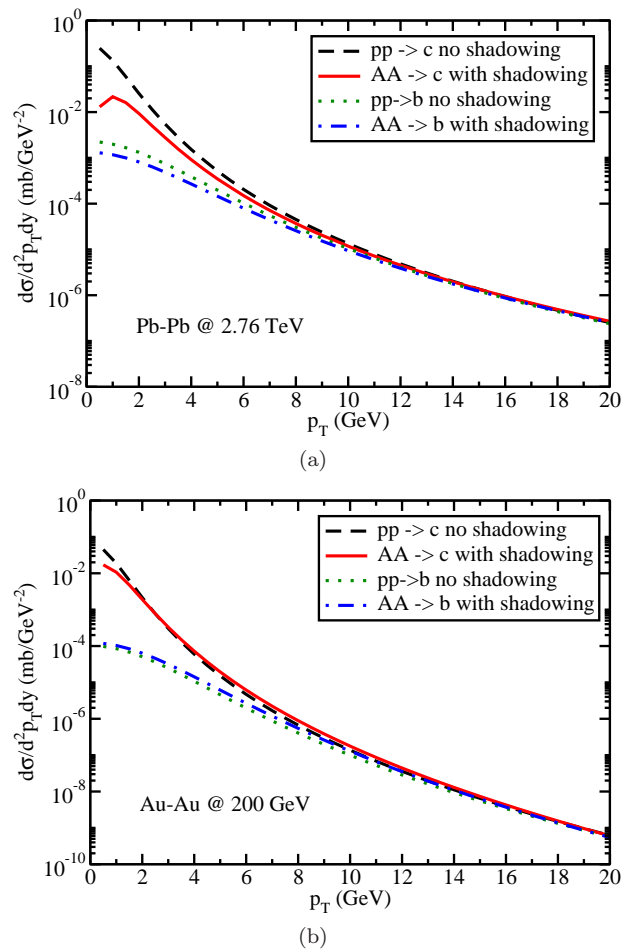 10^0
10^-2
10^-4
10^-6
10^-8
dσ/d^2p_Tdy (mb/GeV^-2)
pp -> c no shadowing
AA -> c with shadowing
pp->b no shadowing
AA -> b with shadowing
Pb-Pb @ 2.76 TeV
0 2 4 6 8 10 12 14 16 18 20
p_T (GeV)
(a)
10^0
10^-2
10^-4
10^-6
10^-8
10^-10
dσ/d^2p_Tdy (mb/GeV^-2)
pp -> c no shadowing
AA -> c with shadowing
pp->b no shadowing
AA -> b with shadowing
Au-Au @ 200 GeV
0 2 4 6 8 10 12 14 16 18 20
p_T (GeV)
(b)